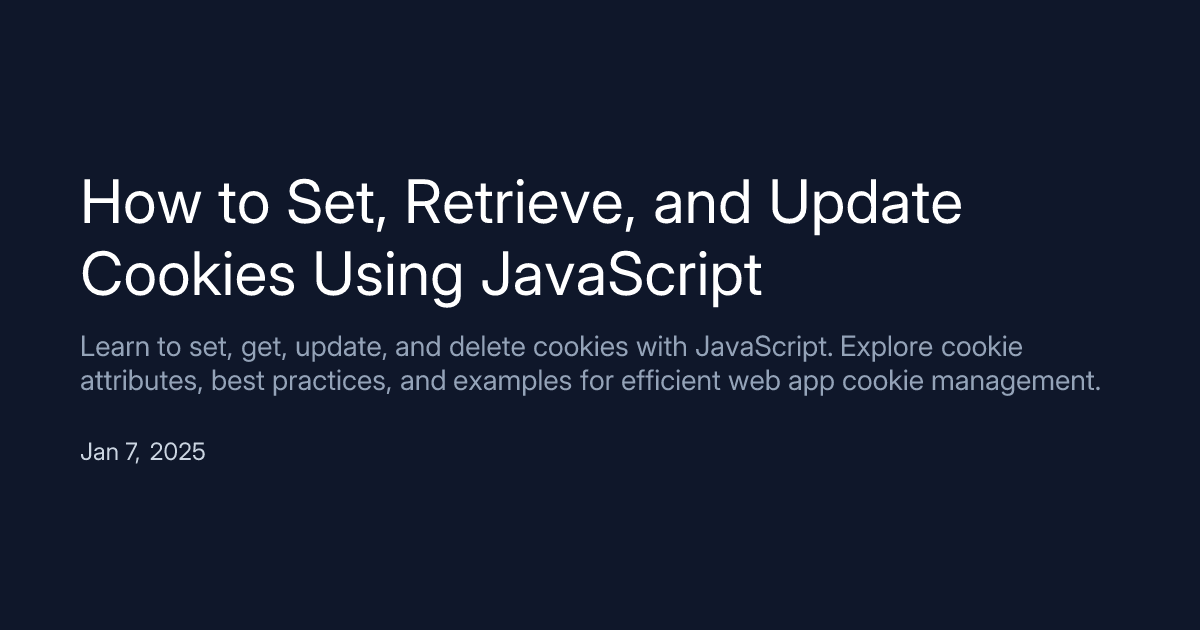 How to Set, Retrieve, and Update
Cookies Using JavaScript
Learn to set, get, update, and delete cookies with JavaScript. Explore cookie
attributes, best practices, and examples for efficient web app cookie management.
Jan 7, 2025